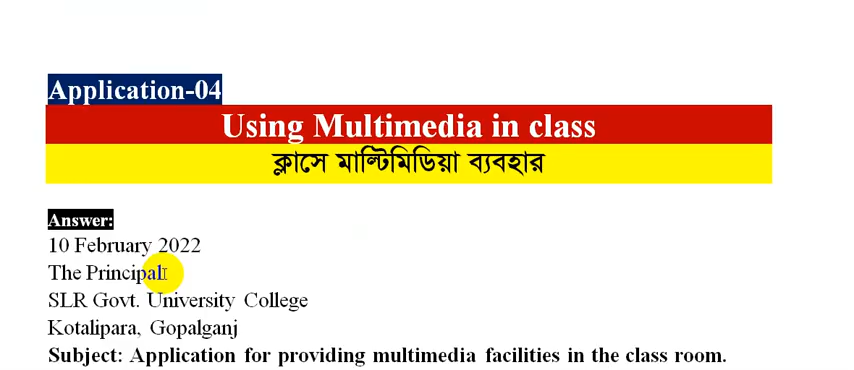 Application-04
Using Multimedia in class
ক্লাসে মাল্টিমিডিয়া ব্যবহার
Answer:
10 February 2022
The Principal
SLR Govt. University College
Kotalipara, Gopalganj
Subject: Application for providing multimedia facilities in the class room.